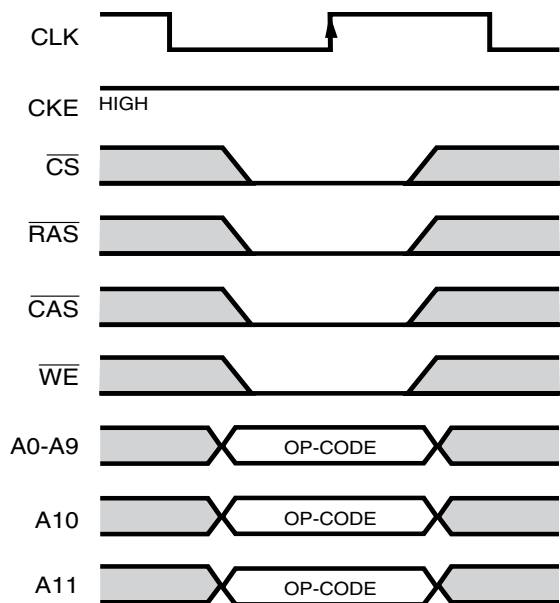 CLK
CKE HIGH
CS
RAS
CAS
WE
A0-A9 OP-CODE
A10 OP-CODE
A11 OP-CODE